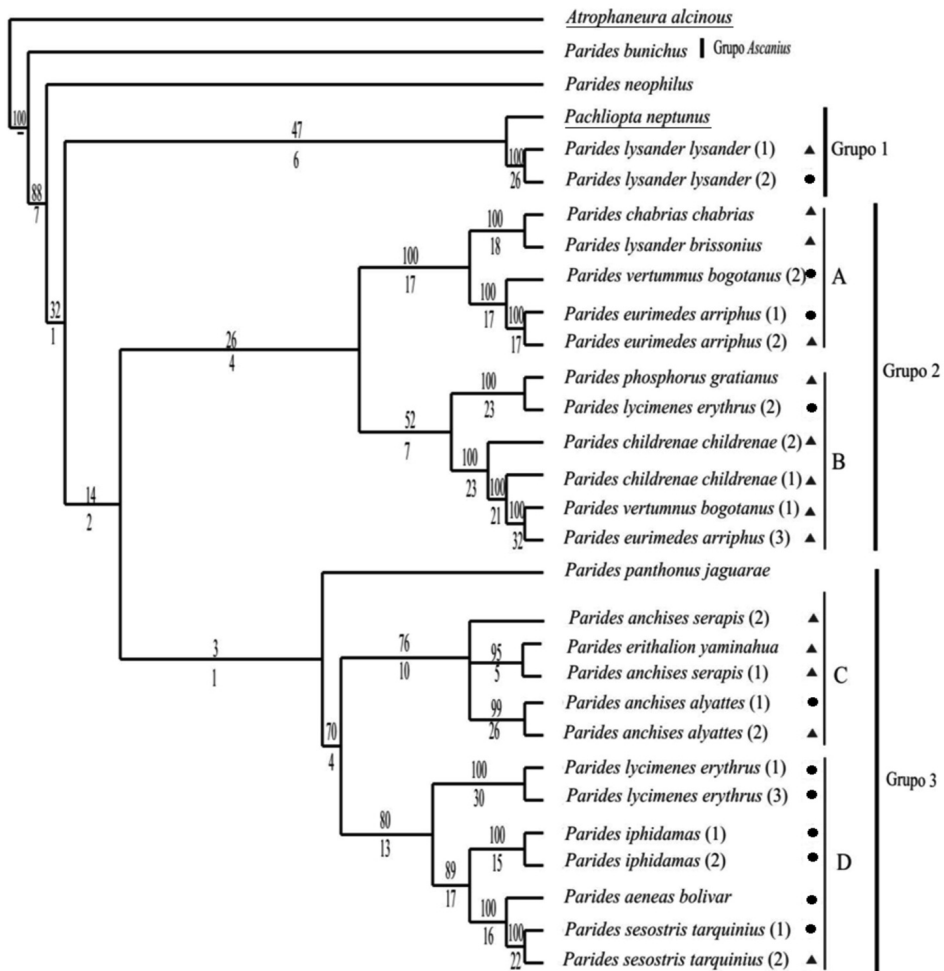 Atrophaneura alcinous
Parides bunichus Grupo Ascanius
Parides neophilus
Pachliopta neptunus
Parides lysander lysander (1)
Parides lysander lysander (2)
Grupo 1
Parides chabrias chabrias
Parides lysander brissonius
Parides vertummus bogotanus (2)
Parides eurimedes arriphus (1)
Parides eurimedes arriphus (2)
A
Parides phosphorus gratianus
Parides lycimenes erythrus (2)
Parides childrenae childrenae (2)
Parides childrenae childrenae (1)
Parides vertumnus bogotanus (1)
Parides eurimedes arriphus (3)
B
Grupo 2
Parides panthonus jaguarae
Parides anchises serapis (2)
Parides erithalion yaminahua
Parides anchises serapis (1)
Parides anchises alyattes (1)
Parides anchises alyattes (2)
C
Parides lycimenes erythrus (1)
Parides lycimenes erythrus (3)
Parides iphidamas (1)
Parides iphidamas (2)
Parides aeneas bolivar
Parides sesostris tarquinius (1)
Parides sesostris tarquinius (2)
D
Grupo 3
100
88
7
32
1
47
6
100
26
14
2
26
4
100
17
100
18
100
17
100
17
52
7
100
23
100
23
100
21
100
32
3
1
70
4
76
10
95
5
99
26
80
13
100
30
89
17
100
15
100
16
100
22